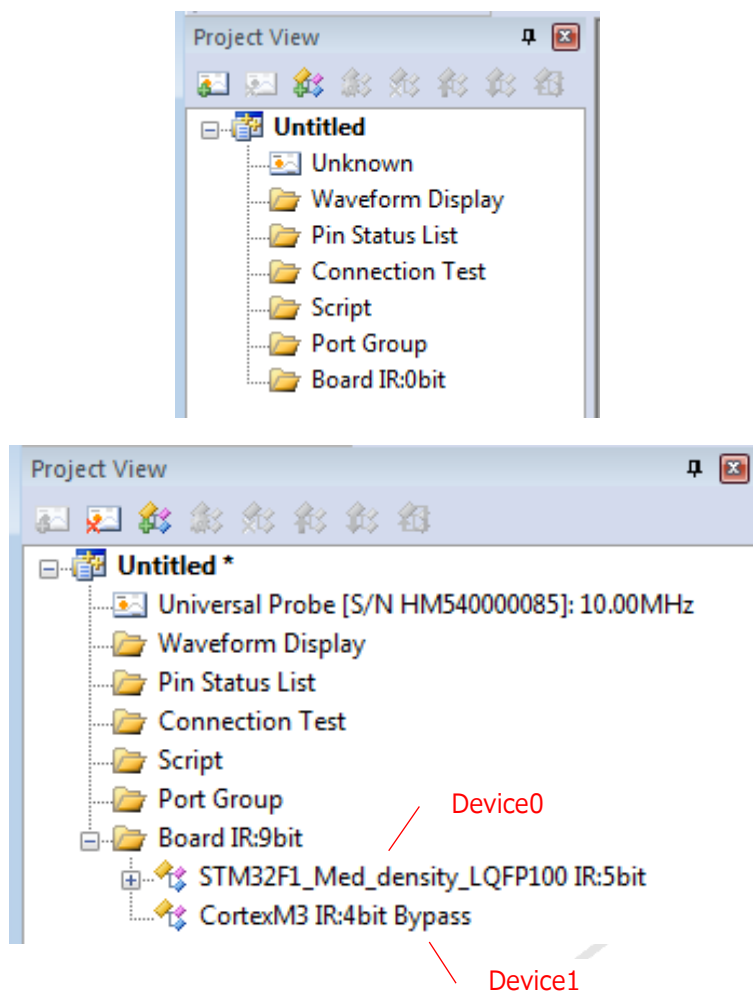 Project View
Untitled
Unknown
Waveform Display
Pin Status List
Connection Test
Script
Port Group
Board IR:0bit
Project View
Untitled *
Universal Probe [S/N HM540000085]: 10.00MHz
Waveform Display
Pin Status List
Connection Test
Script
Port Group
Device0
Board IR:9bit
STM32F1_Med_density_LQFP100 IR:5bit
CortexM3 IR:4bit Bypass
Device1